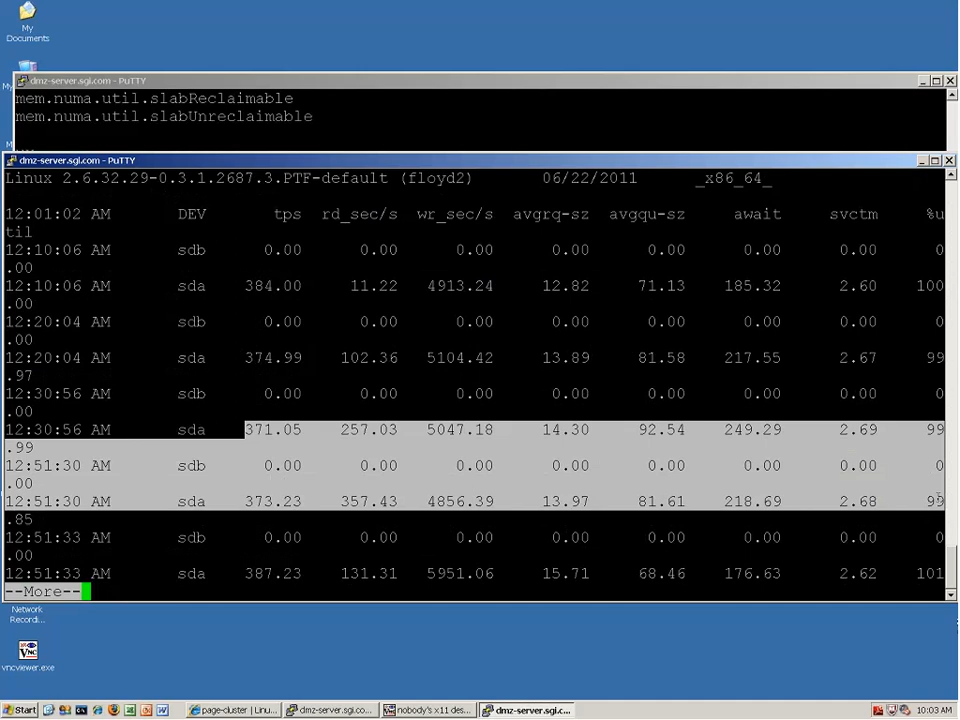 My
Documents
dmz-server.sgi.com - PuTTY
mem.numa.util.slabReclaimable
mem.numa.util.slabUnreclaimable
dmz-server.sgi.com - PuTTY
Linux 2.6.32.29-0.3.1.2687.3.PTF-default (floyd2) 06/22/2011 _x86_64_
12:01:02 AM DEV tps rd_sec/s wr_sec/s avgrq-sz avgqu-sz await svctm %u
til
12:10:06 AM sdb 0.00 0.00 0.00 0.00 0.00 0.00 0.00 0
.00
12:10:06 AM sda 384.00 11.22 4913.24 12.82 71.13 185.32 2.60 100
.00
12:20:04 AM sdb 0.00 0.00 0.00 0.00 0.00 0.00 0.00 0
.00
12:20:04 AM sda 374.99 102.36 5104.42 13.89 81.58 217.55 2.67 99
.97
12:30:56 AM sdb 0.00 0.00 0.00 0.00 0.00 0.00 0.00 0
.00
12:30:56 AM sda 371.05 257.03 5047.18 14.30 92.54 249.29 2.69 99
.99
12:51:30 AM sdb 0.00 0.00 0.00 0.00 0.00 0.00 0.00 0
.00
12:51:30 AM sda 373.23 357.43 4856.39 13.97 81.61 218.69 2.68 99
.85
12:51:33 AM sdb 0.00 0.00 0.00 0.00 0.00 0.00 0.00 0
.00
12:51:33 AM sda 387.23 131.31 5951.06 15.71 68.46 176.63 2.62 101
--More--
Network
Recordi...
vncviewer.exe
Start page-cluster | Linu... dmz-server.sgi.co... nobody's x11 des... dmz-server.sgi.c... 10:03 AM